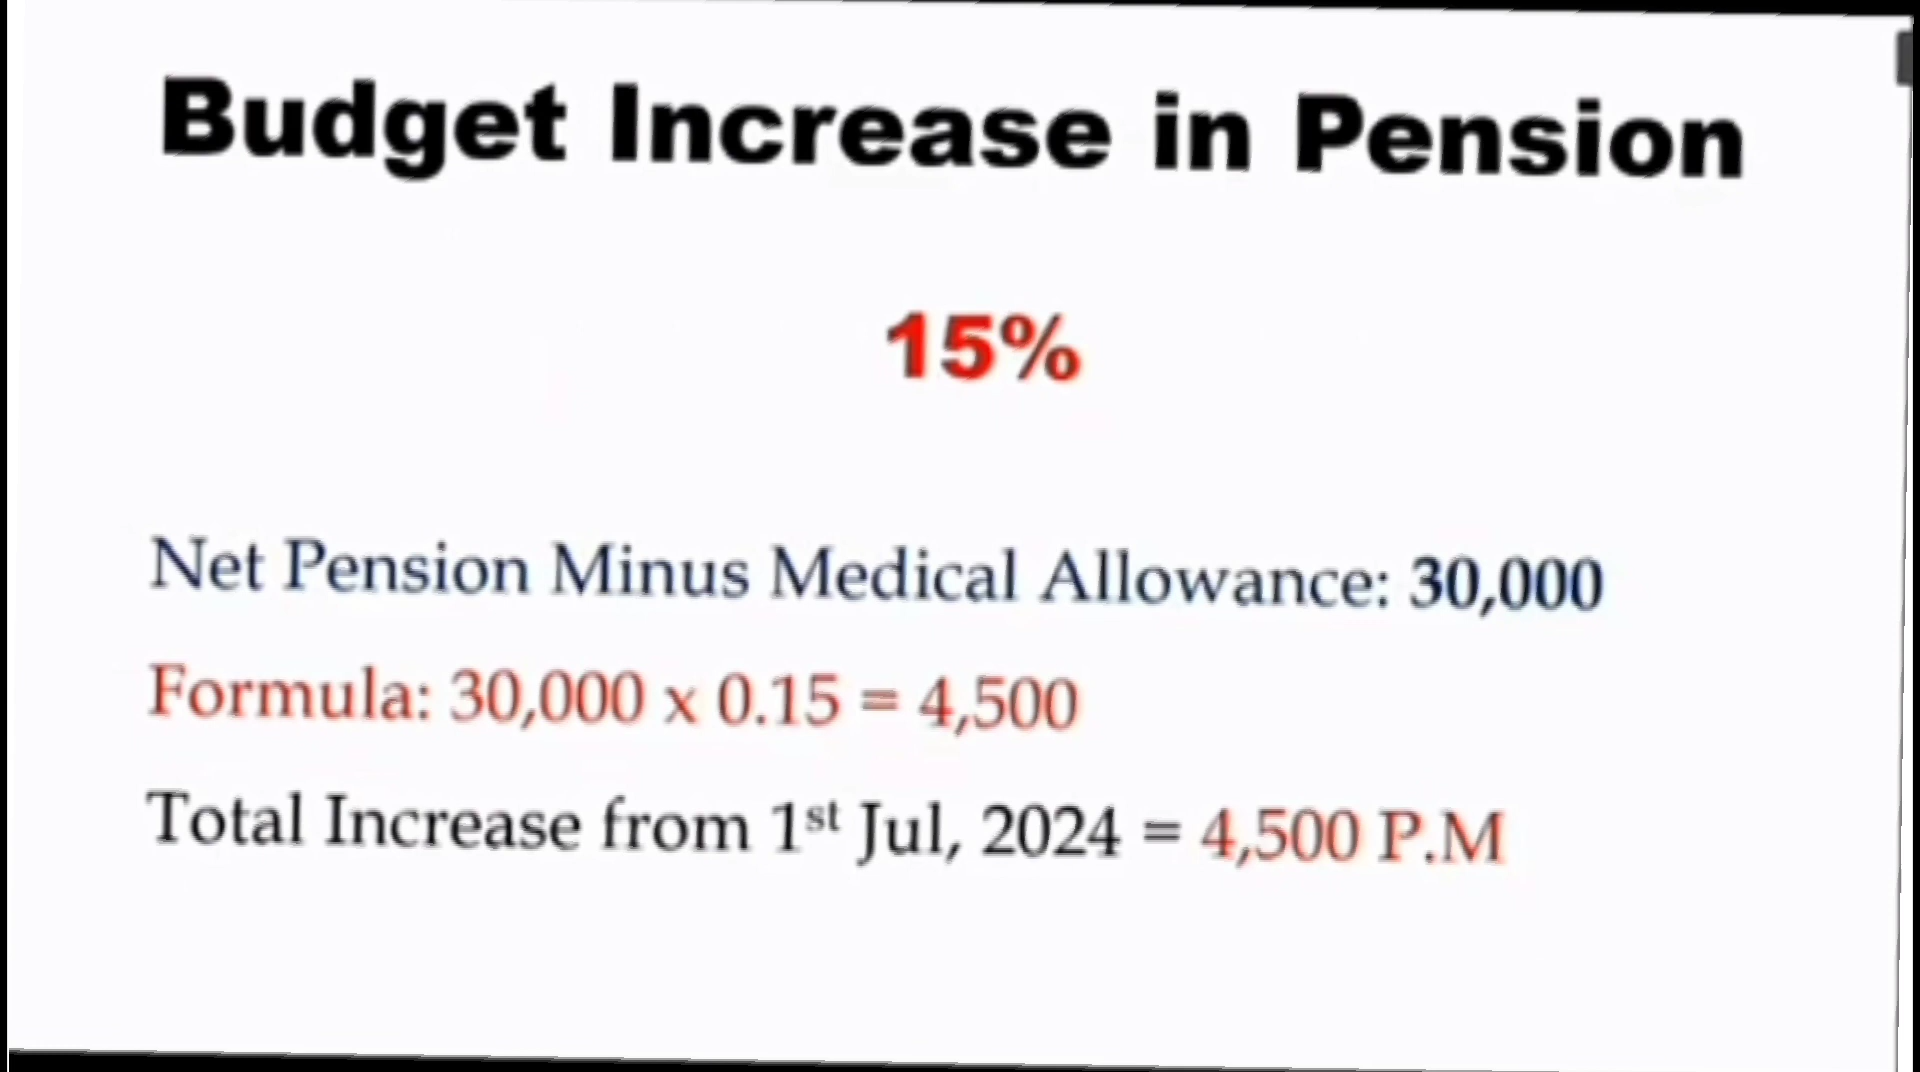 Budget Increase in Pension
15%
Net Pension Minus Medical Allowance: 30,000
Formula: 30,000 x 0.15 = 4,500
Total Increase from 1st Jul, 2024 = 4,500 P.M